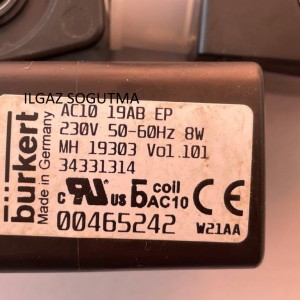 ILGAZ SOGUTMA
bürkert
Made in Germany
AC10 19AB EP
230V 50-60Hz 8W
MH 19303 Vol.101
34331314
c RU us coil AC10 CE
00465242 W21AA